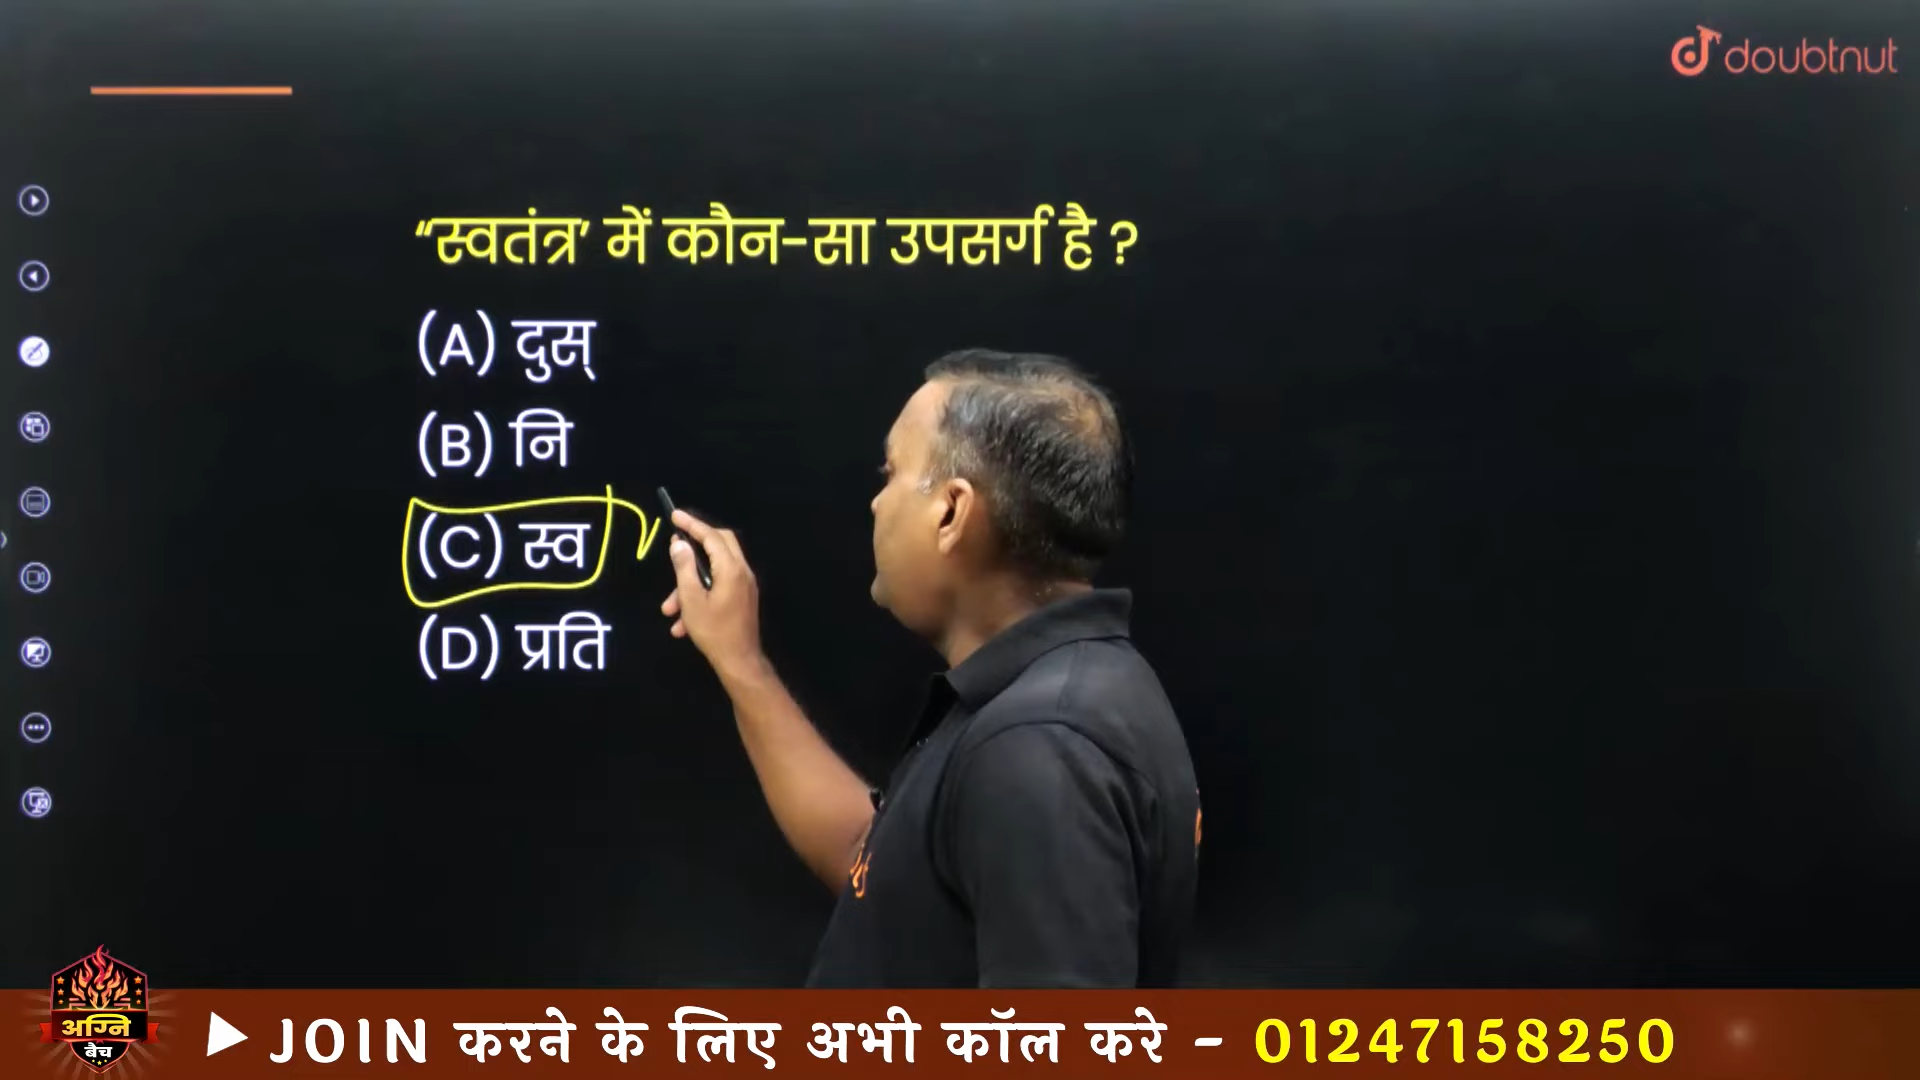 doubtnut
“स्वतंत्र’ में कौन-सा उपसर्ग है ?
(A) दुस्
(B) नि
(C) स्व
(D) प्रति
अग्नि
बैच
JOIN करने के लिए अभी कॉल करे - 01247158250